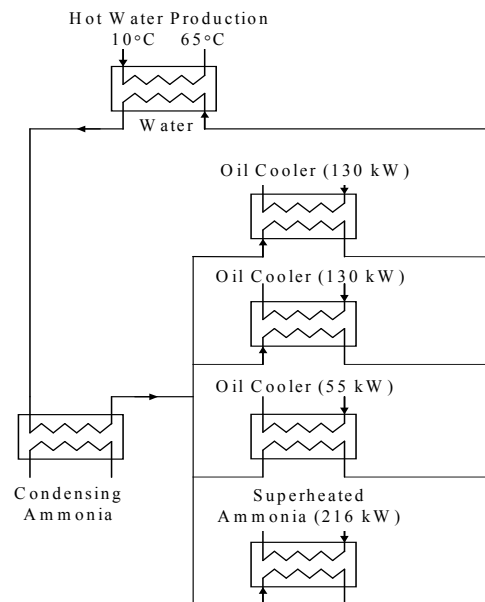 Hot Water Production
10°C 65°C
Water
Oil Cooler (130 kW)
Oil Cooler (130 kW)
Oil Cooler (55 kW)
Condensing
Ammonia
Superheated
Ammonia (216 kW)